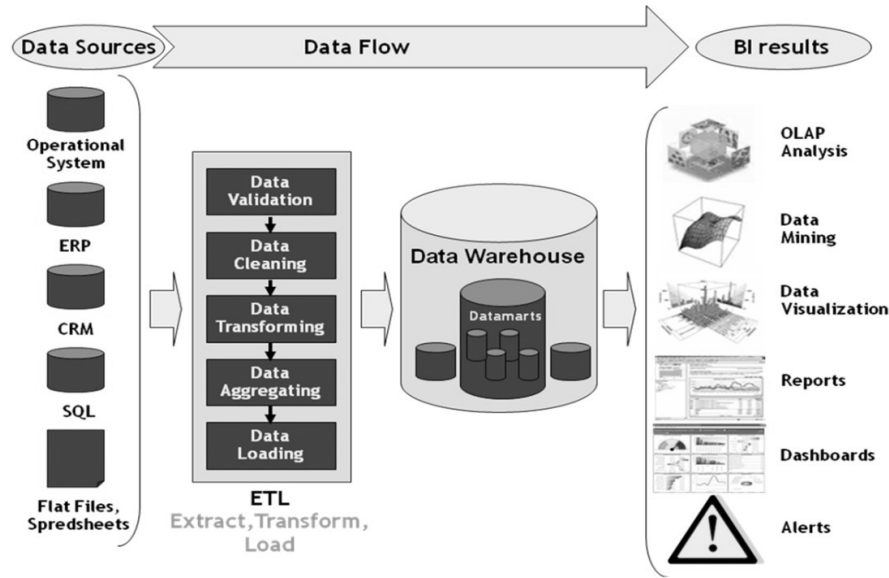 Data Sources
Data Flow
BI results
Operational
System
ERP
CRM
SQL
Flat Files,
Spredsheets
Data
Validation
Data
Cleaning
Data
Transforming
Data
Aggregating
Data
Loading
ETL
Extract,Transform,
Load
Data Warehouse
Datamarts
OLAP
Analysis
Data
Mining
Data
Visualization
Reports
Dashboards
Alerts